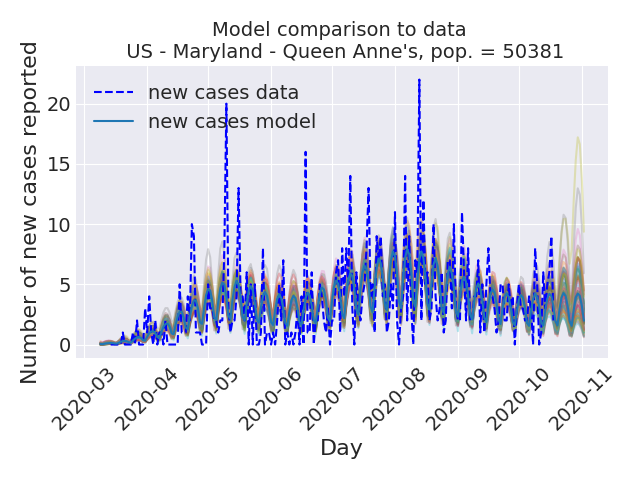 Model comparison to data
US - Maryland - Queen Anne's, pop. = 50381
Number of new cases reported
new cases data
new cases model
20
15
10
5
0
2020-03
2020-04
2020-05
2020-06
2020-07
2020-08
2020-09
2020-10
2020-11
Day